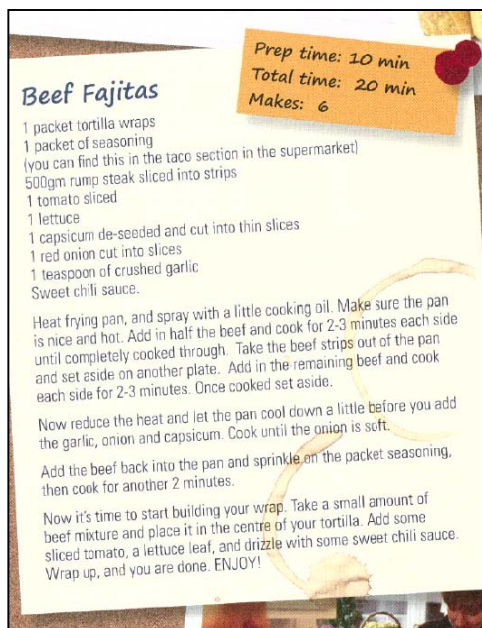 Prep time: 10 min
Total time: 20 min
Makes: 6
Beef Fajitas
1 packet tortilla wraps
1 packet of seasoning
(you can find this in the taco section in the supermarket)
500gm rump steak sliced into strips
1 tomato sliced
1 lettuce
1 capsicum de-seeded and cut into thin slices
1 red onion cut into slices
1 teaspoon of crushed garlic
Sweet chili sauce.
Heat frying pan, and spray with a little cooking oil. Make sure the pan
is nice and hot. Add in half the beef and cook for 2-3 minutes each side
until completely cooked through. Take the beef strips out of the pan
and set aside on another plate. Add in the remaining beef and cook
each side for 2-3 minutes. Once cooked set aside.
Now reduce the heat and let the pan cool down a little before you add
the garlic, onion and capsicum. Cook until the onion is soft.
Add the beef back into the pan and sprinkle on the packet seasoning,
then cook for another 2 minutes.
Now it's time to start building your wrap. Take a small amount of
beef mixture and place it in the centre of your tortilla. Add some
sliced tomato, a lettuce leaf, and drizzle with some sweet chili sauce.
Wrap up, and you are done. ENJOY!